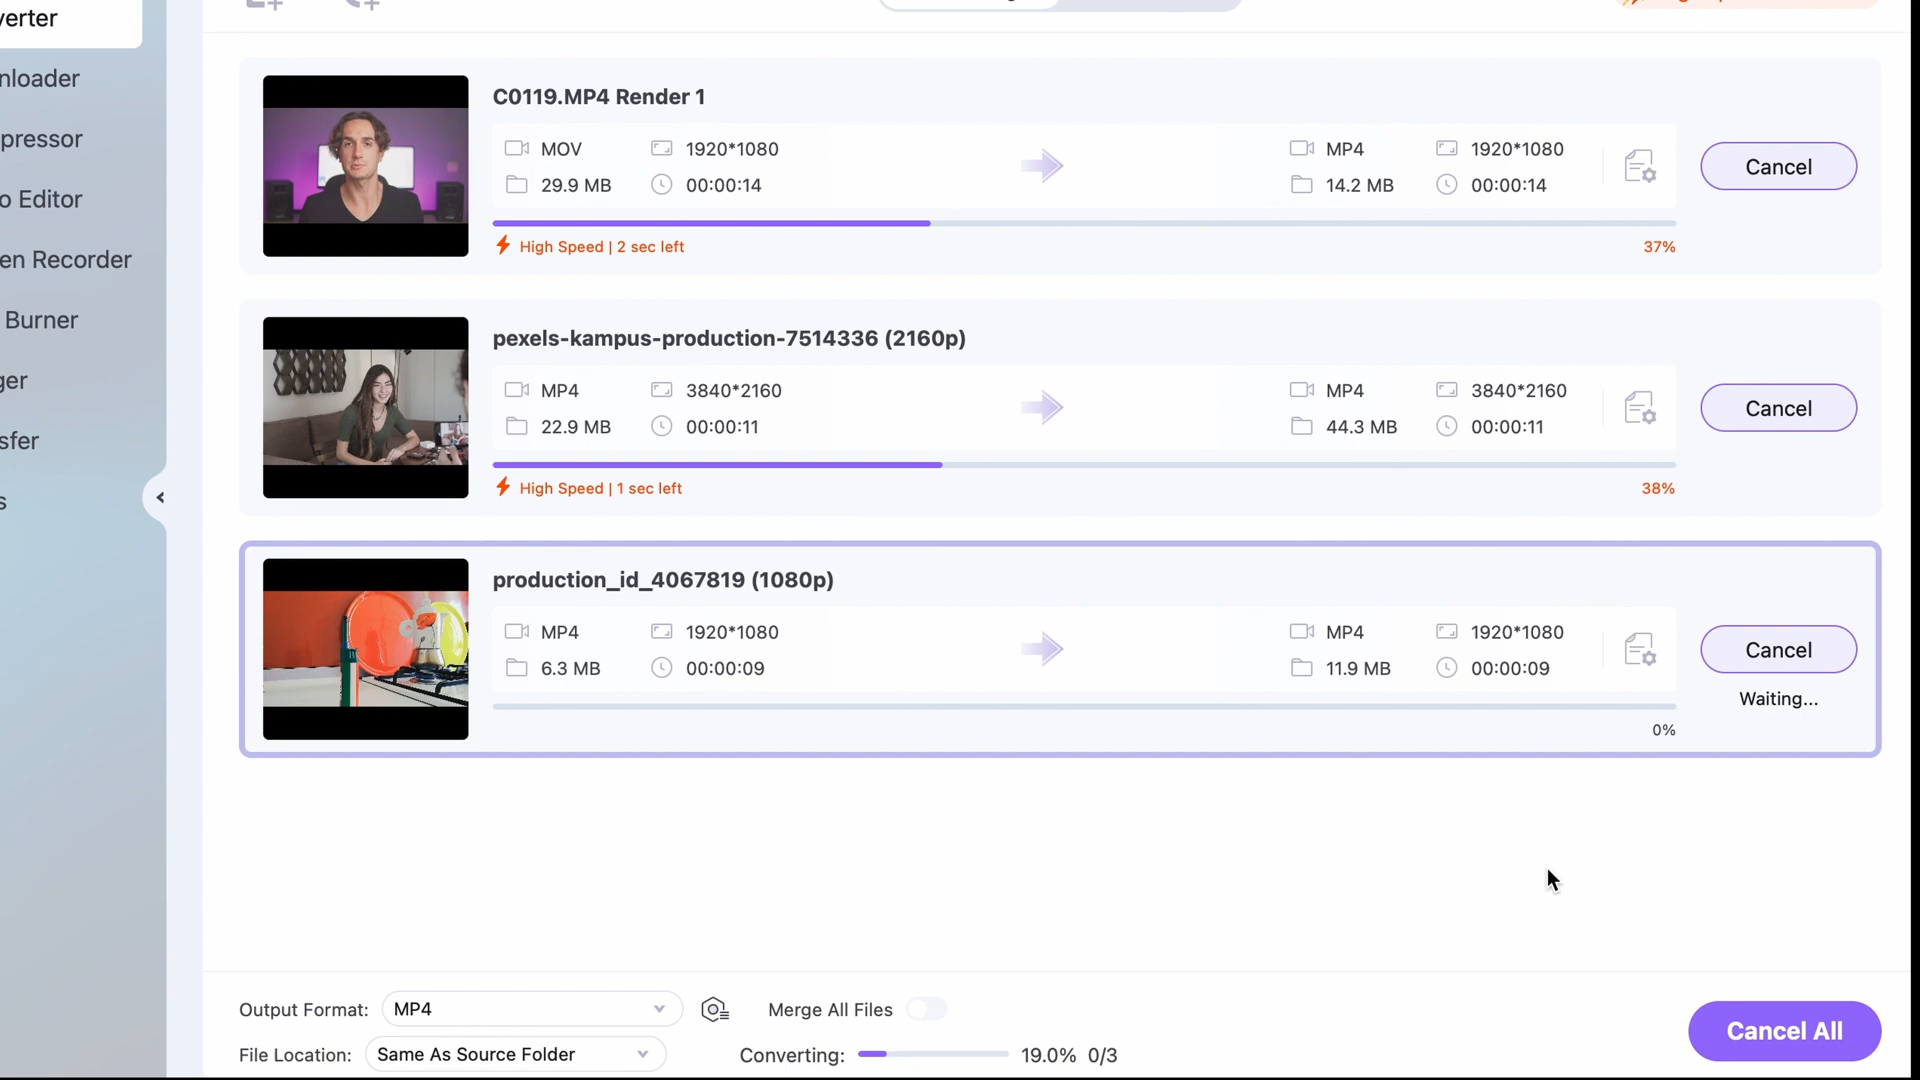 verter
nloader
pressor
o Editor
en Recorder
Burner
ger
sfer
s
C0119.MP4 Render 1
MOV 1920*1080 MP4 1920*1080
29.9 MB 00:00:14 14.2 MB 00:00:14
Cancel
High Speed | 2 sec left 37%
pexels-kampus-production-7514336 (2160p)
MP4 3840*2160 MP4 3840*2160
22.9 MB 00:00:11 44.3 MB 00:00:11
Cancel
High Speed | 1 sec left 38%
production_id_4067819 (1080p)
MP4 1920*1080 MP4 1920*1080
6.3 MB 00:00:09 11.9 MB 00:00:09
Cancel
Waiting...
0%
Output Format: MP4 Merge All Files
File Location: Same As Source Folder Converting: 19.0% 0/3
Cancel All